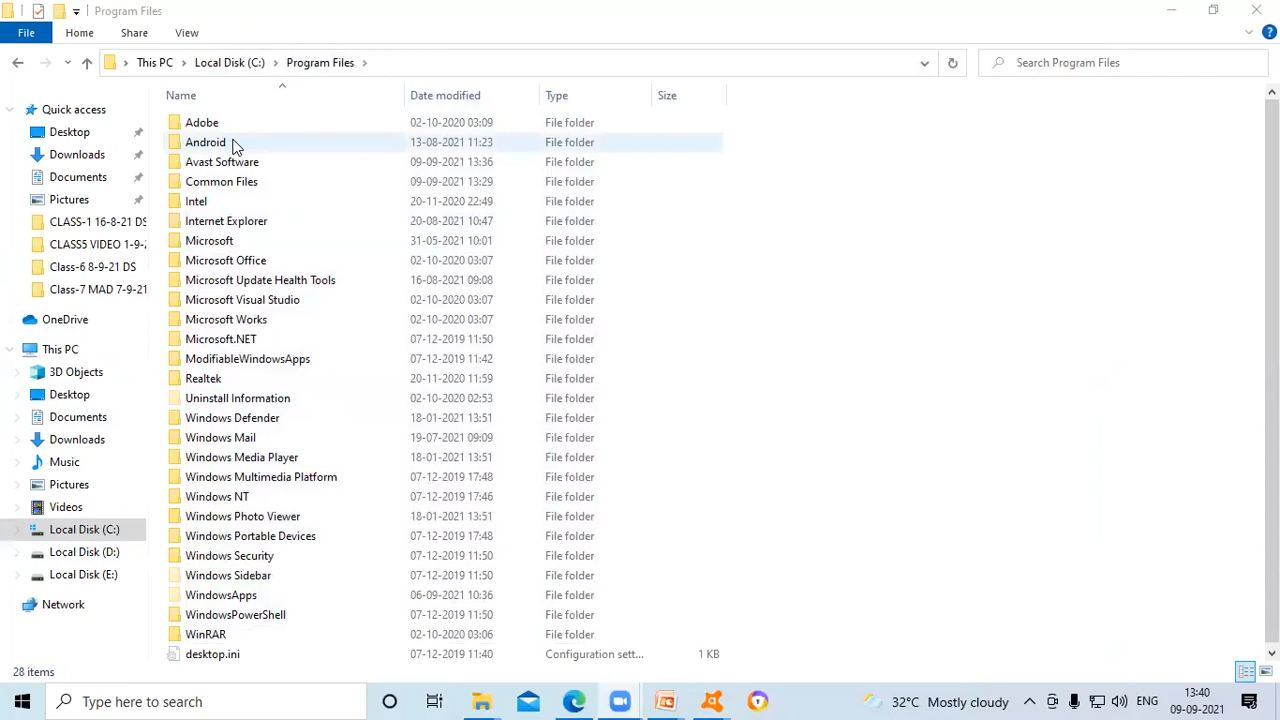 Program Files
File Home Share View
This PC Local Disk (C:) Program Files Search Program Files
Name Date modified Type Size
Quick access
Desktop
Downloads
Documents
Pictures
CLASS-1 16-8-21 DS
CLASS5 VIDEO 1-9-
Class-6 8-9-21 DS
Class-7 MAD 7-9-21
OneDrive
This PC
3D Objects
Desktop
Documents
Downloads
Music
Pictures
Videos
Local Disk (C:)
Local Disk (D:)
Local Disk (E:)
Network
Adobe 02-10-2020 03:09 File folder
Android 13-08-2021 11:23 File folder
Avast Software 09-09-2021 13:36 File folder
Common Files 09-09-2021 13:29 File folder
Intel 20-11-2020 22:49 File folder
Internet Explorer 20-08-2021 10:47 File folder
Microsoft 31-05-2021 10:01 File folder
Microsoft Office 02-10-2020 03:07 File folder
Microsoft Update Health Tools 16-08-2021 09:08 File folder
Microsoft Visual Studio 02-10-2020 03:07 File folder
Microsoft Works 02-10-2020 03:07 File folder
Microsoft.NET 07-12-2019 11:50 File folder
ModifiableWindowsApps 07-12-2019 11:42 File folder
Realtek 20-11-2020 11:59 File folder
Uninstall Information 02-10-2020 02:53 File folder
Windows Defender 18-01-2021 13:51 File folder
Windows Mail 19-07-2021 09:09 File folder
Windows Media Player 18-01-2021 13:51 File folder
Windows Multimedia Platform 07-12-2019 17:48 File folder
Windows NT 07-12-2019 17:46 File folder
Windows Photo Viewer 18-01-2021 13:51 File folder
Windows Portable Devices 07-12-2019 17:48 File folder
Windows Security 07-12-2019 11:50 File folder
Windows Sidebar 07-12-2019 11:50 File folder
WindowsApps 06-09-2021 10:36 File folder
WindowsPowerShell 07-12-2019 11:50 File folder
WinRAR 02-10-2020 03:06 File folder
desktop.ini 07-12-2019 11:40 Configuration sett... 1 KB
28 items
Type here to search 32°C Mostly cloudy ENG 13:40
09-09-2021